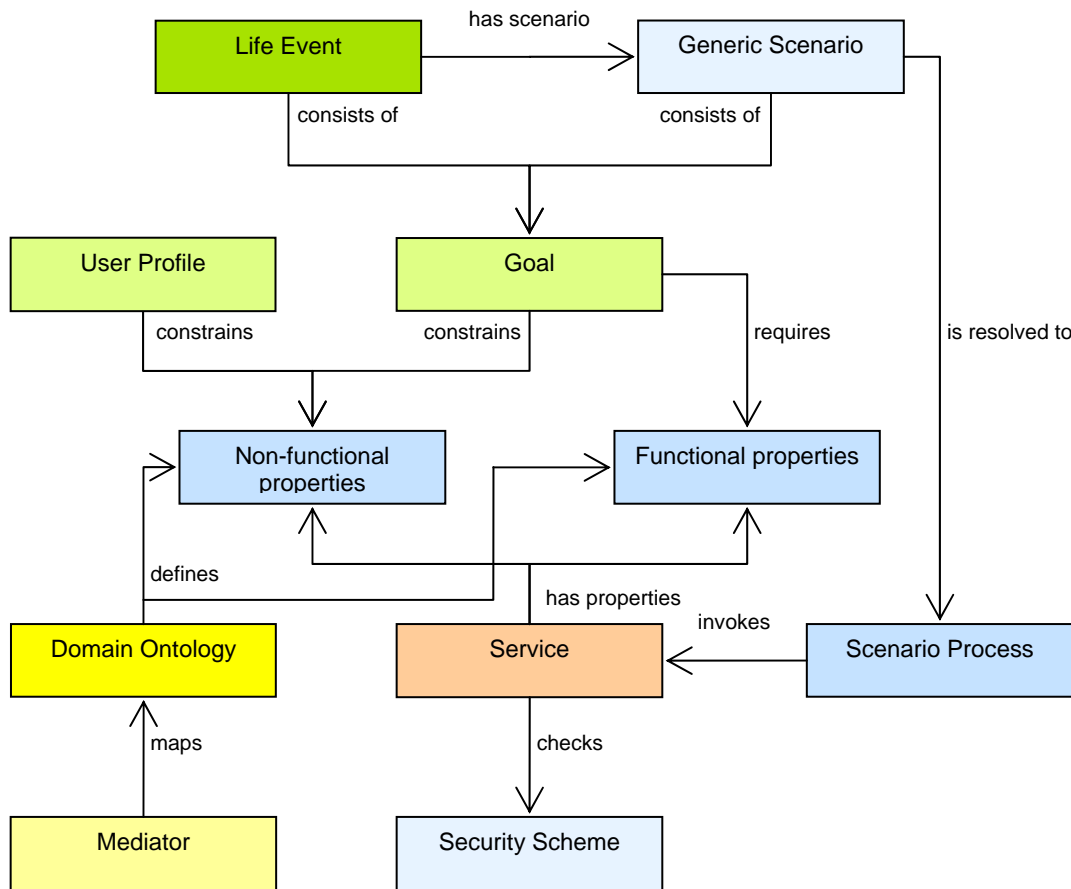 has scenario
Life Event
Generic Scenario
consists of
consists of
User Profile
Goal
constrains
constrains
requires
is resolved to
Non-functional
properties
Functional properties
defines
has properties
invokes
Domain Ontology
Service
Scenario Process
maps
checks
Mediator
Security Scheme